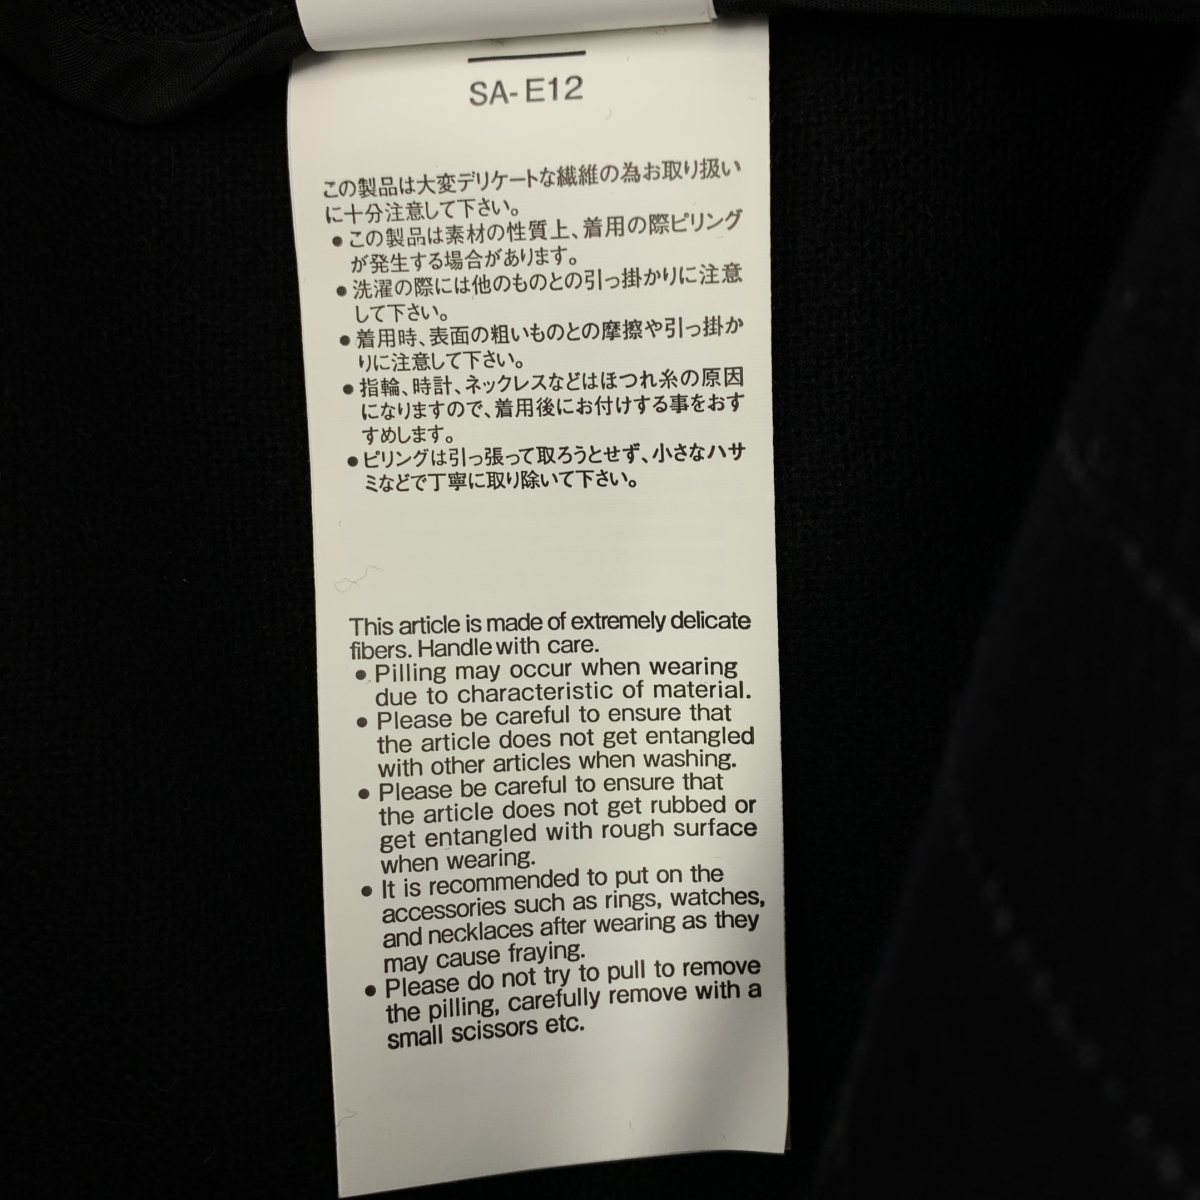 SA-E12
この製品は大変デリケートな繊維の為お取り扱い
に十分注意して下さい。
● この製品は素材の性質上、着用の際ピリング
が発生する場合があります。
● 洗濯の際には他のものとの引っ掛かりに注意
して下さい。
● 着用時、表面の粗いものとの摩擦や引っ掛か
りに注意して下さい。
● 指輪、時計、ネックレスなどはほつれ糸の原因
になりますので、着用後にお付けする事をおす
すめします。
● ピリングは引っ張って取ろうとせず、小さなハサ
ミなどで丁寧に取り除いて下さい。
This article is made of extremely delicate
fibers. Handle with care.
● Pilling may occur when wearing
due to characteristic of material.
● Please be careful to ensure that
the article does not get entangled
with other articles when washing.
● Please be careful to ensure that
the article does not get rubbed or
get entangled with rough surface
when wearing.
● It is recommended to put on the
accessories such as rings, watches,
and necklaces after wearing as they
may cause fraying.
● Please do not try to pull to remove
the pilling, carefully remove with a
small scissors etc.